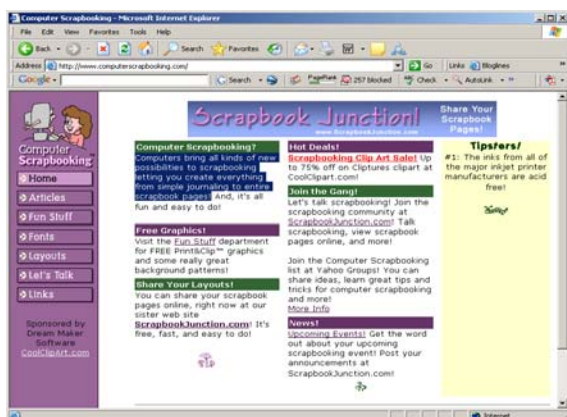 Computer Scrapbooking - Microsoft Internet Explorer
File Edit View Favorites Tools Help
Back Search Favorites
Address http://www.computerscrapbooking.com/ Go Links Bloglines
Google Search PageRank 257 blocked Check AutoLink
Scrapbook Junction!
www.ScrapbookJunction.com
Share Your
Scrapbook
Pages!
Computer
Scrapbooking
Home
Articles
Fun Stuff
Fonts
Layouts
Let's Talk
Links
Sponsored by
Dream Maker
Software
CoolClipArt.com
Computer Scrapbooking?
Computers bring all kinds of new
possibilities to scrapbooking
letting you create everything
from simple journaling to entire
scrapbook pages! And, it's all
fun and easy to do!
Free Graphics!
Visit the Fun Stuff department
for FREE Print&Clip™ graphics
and some really great
background patterns!
Share Your Layouts!
You can share your scrapbook
pages online, right now at our
sister web site
ScrapbookJunction.com! It's
free, fast, and easy to do!
Hot Deals!
Scrapbooking Clip Art Sale! Up
to 75% off on Cliptures clipart at
CoolClipart.com!
Join the Gang!
Let's talk scrapbooking! Join the
scrapbooking community at
ScrapbookJunction.com! Talk
scrapbooking, view scrapbook
pages online, and more!
Join the Computer Scrapbooking
list at Yahoo Groups! You can
share ideas, learn great tips and
tricks for computer scrapbooking
and more!
More Info
News!
Upcoming Events! Get the word
out about your upcoming
scrapbooking event! Post your
announcements at
ScrapbookJunction.com!
Tipsters!
#1: The inks from all of
the major inkjet printer
manufacturers are acid
free!
Internet